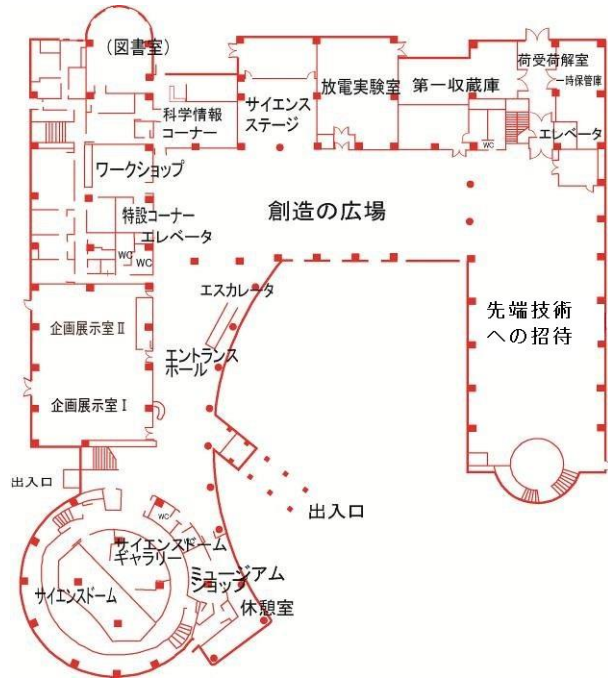 (図書室)
科学情報
コーナー
サイエンス
ステージ
放電実験室
第一収蔵庫
荷受荷解室
一時保管庫
エレベータ
WC
ワークショップ
特設コーナー
エレベータ
WC
WC
創造の広場
エスカレータ
先端技術
への招待
企画展示室Ⅱ
エントランス
ホール
企画展示室Ⅰ
出入口
出入口
WC
サイエンスドーム
ギャラリー
ミュージアム
ショップ
サイエンスドーム
休憩室